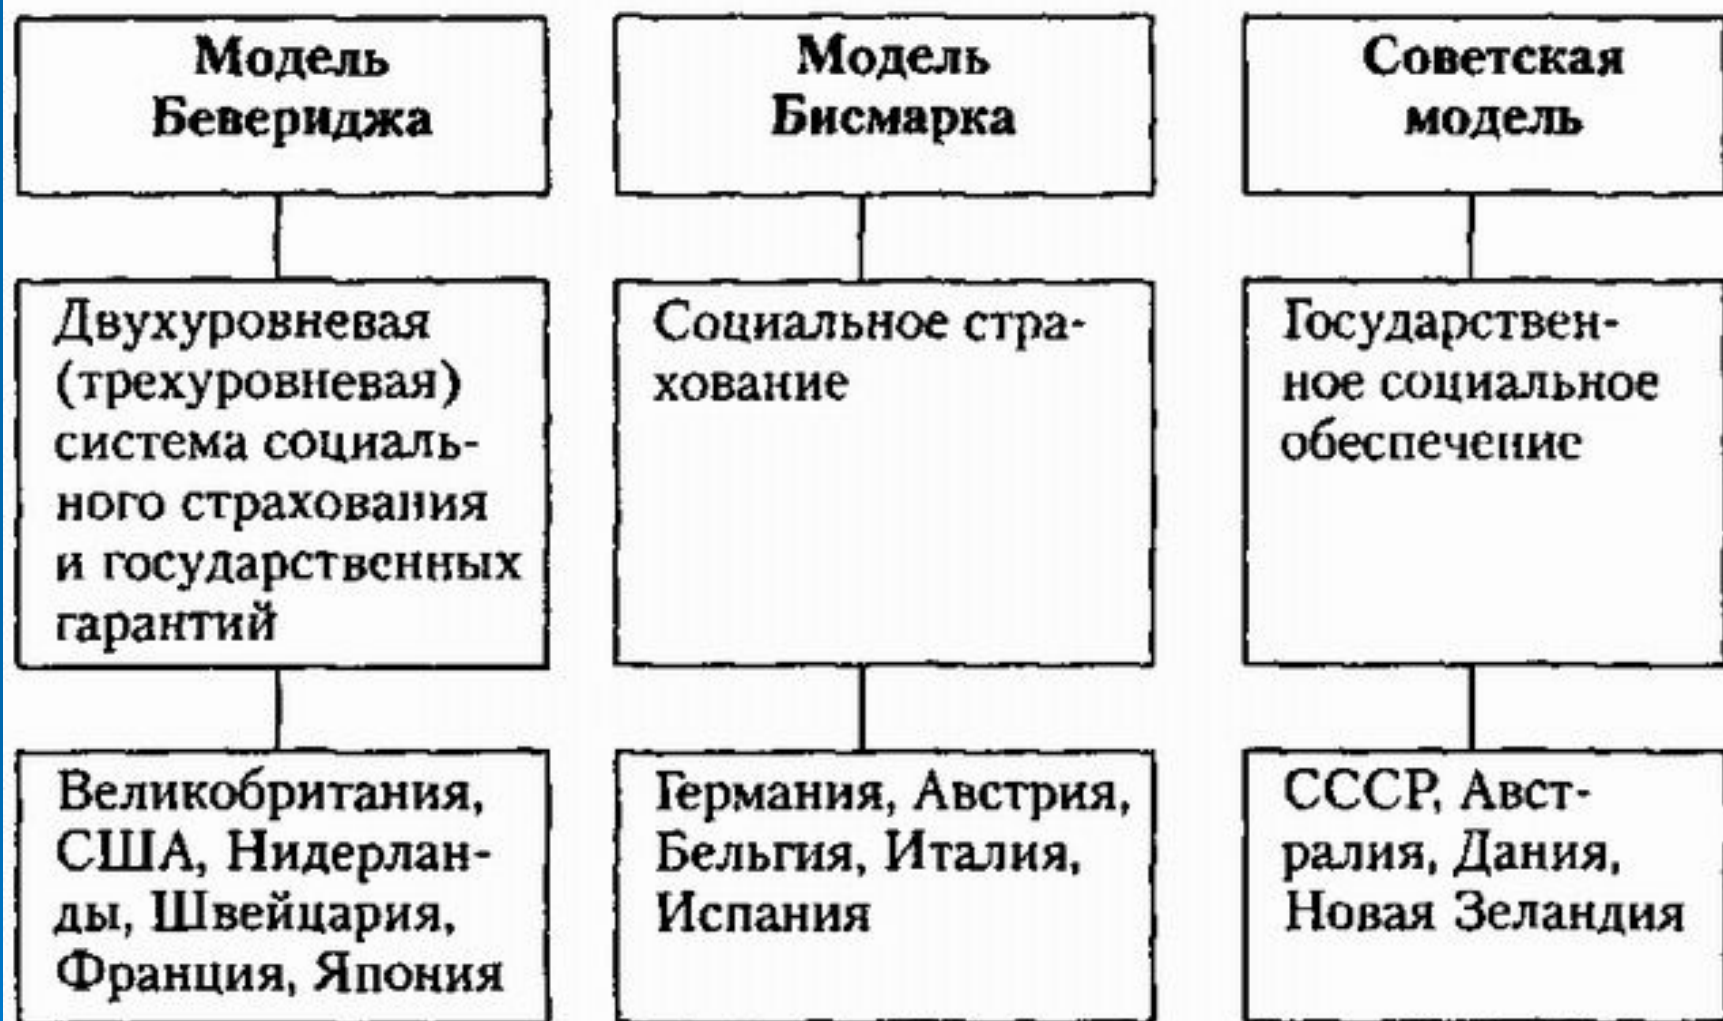 Модель
Бевериджа
Двухуровневая
(трехуровневая)
система социаль-
ного страхования
и государственных
гарантий
Великобритания,
США, Нидерлан-
ды, Швейцария,
Франция, Япония
Модель
Бисмарка
Социальное стра-
хование
Германия, Австрия,
Бельгия, Италия,
Испания
Советская
модель
Государствен-
ное социальное
обеспечение
СССР, Авст-
ралия, Дания,
Новая Зеландия